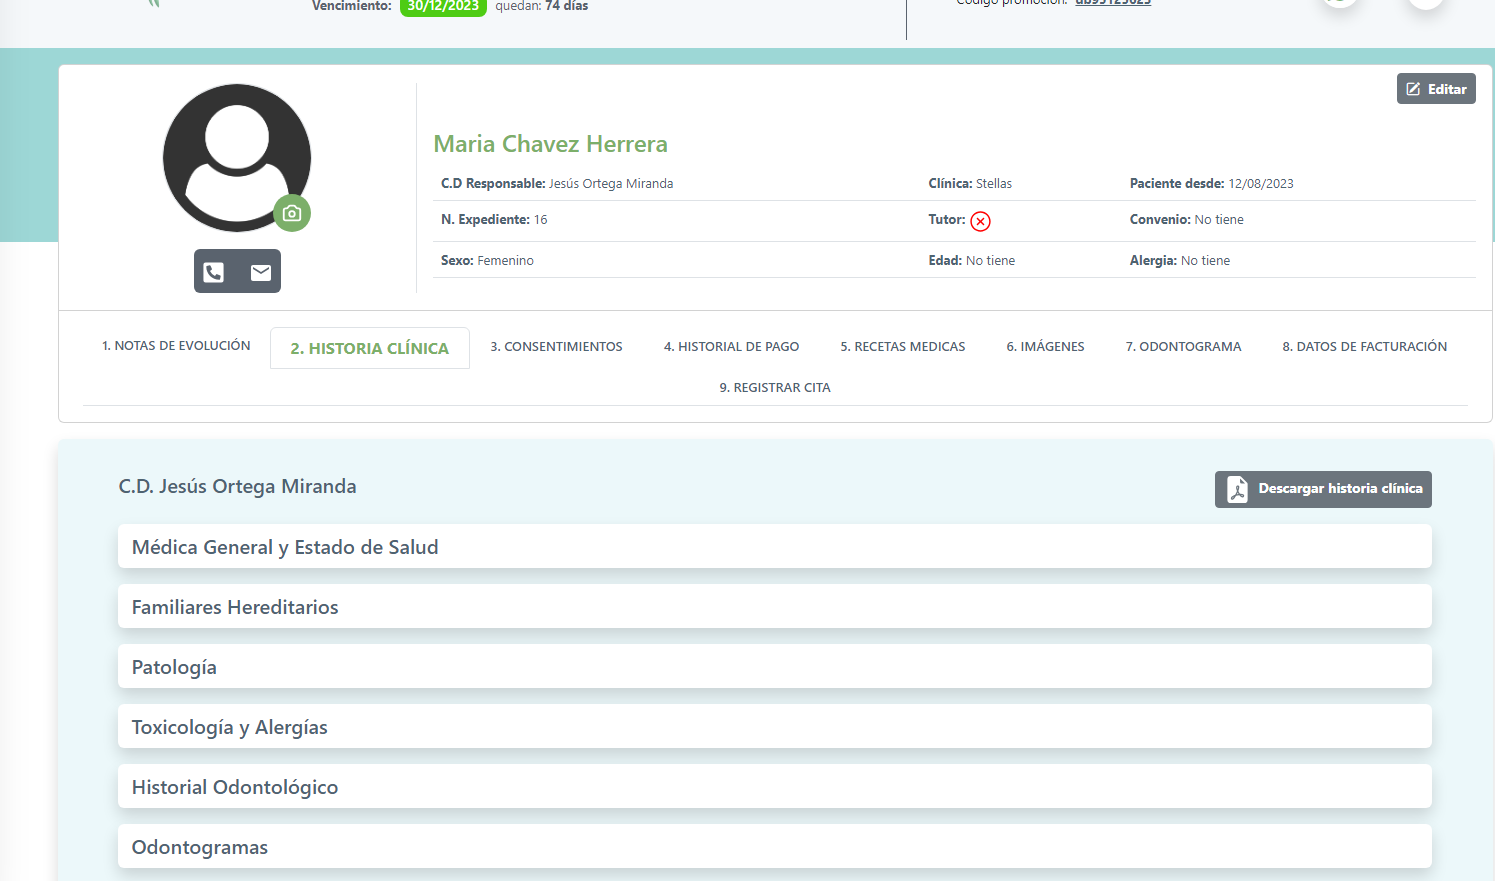 Vencimiento: 30/12/2023 quedan: 74 días
Código promoción:
Editar
Maria Chavez Herrera
C.D Responsable: Jesús Ortega Miranda Clínica: Stellas Paciente desde: 12/08/2023
N. Expediente: 16 Tutor: Convenio: No tiene
Sexo: Femenino Edad: No tiene Alergia: No tiene
1. NOTAS DE EVOLUCIÓN 2. HISTORIA CLÍNICA 3. CONSENTIMIENTOS 4. HISTORIAL DE PAGO 5. RECETAS MEDICAS 6. IMÁGENES 7. ODONTOGRAMA 8. DATOS DE FACTURACIÓN
9. REGISTRAR CITA
C.D. Jesús Ortega Miranda
Descargar historia clínica
Médica General y Estado de Salud
Familiares Hereditarios
Patología
Toxicología y Alergías
Historial Odontológico
Odontogramas